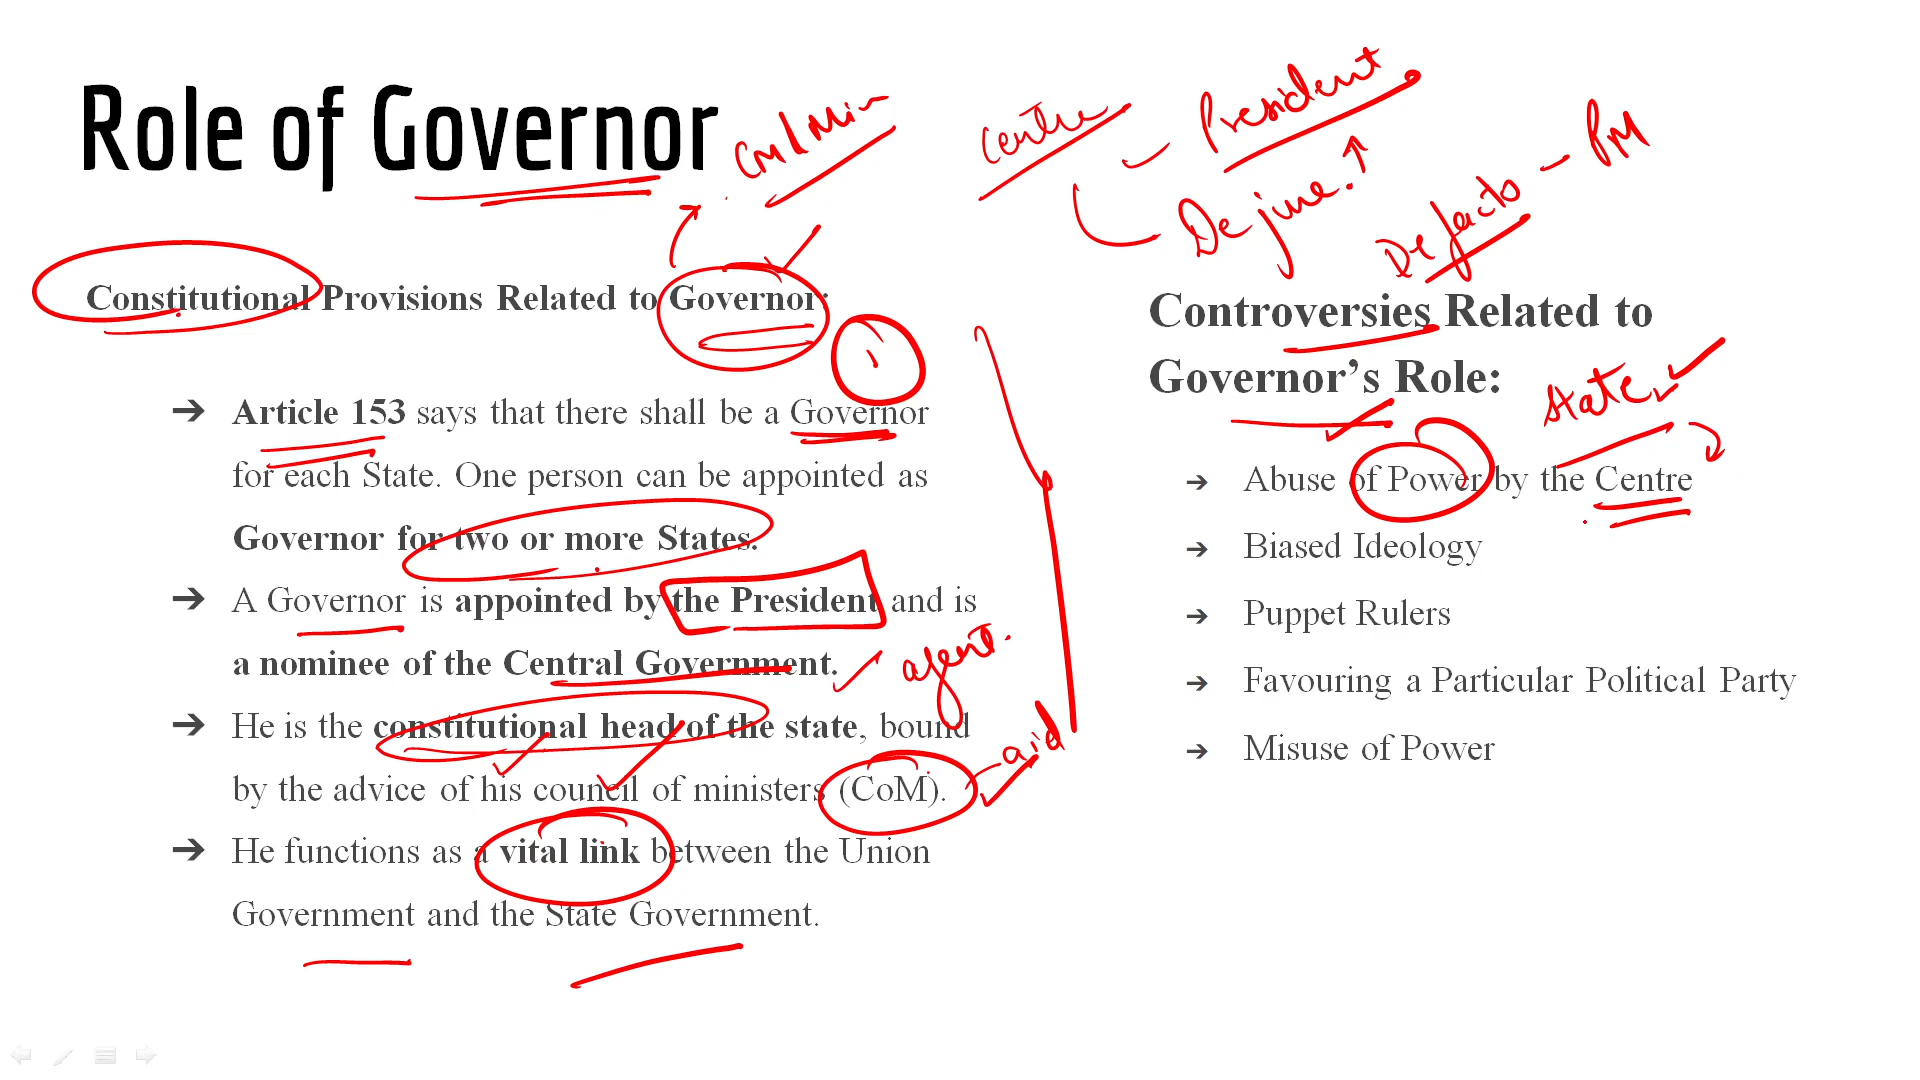 Role of Governor
CM & Min
Centre
President
De jure.
Defacto - PM
Constitutional Provisions Related to Governor:
➔ Article 153 says that there shall be a Governor
for each State. One person can be appointed as
Governor for two or more States.
➔ A Governor is appointed by the President and is
a nominee of the Central Government.
agent.
➔ He is the constitutional head of the state, bound
by the advice of his council of ministers (CoM).
aid
➔ He functions as a vital link between the Union
Government and the State Government.
Controversies Related to
Governor’s Role:
State
➔ Abuse of Power by the Centre
➔ Biased Ideology
➔ Puppet Rulers
➔ Favouring a Particular Political Party
➔ Misuse of Power